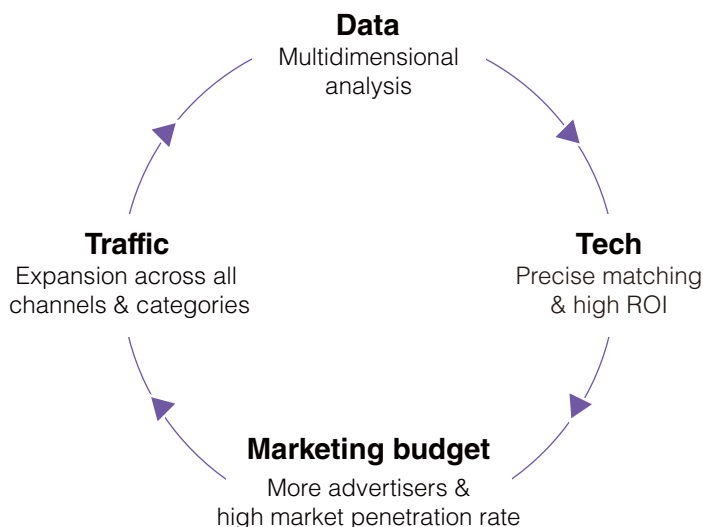 Data
Multidimensional
analysis
Traffic
Expansion across all
channels & categories
Tech
Precise matching
& high ROI
Marketing budget
More advertisers &
high market penetration rate